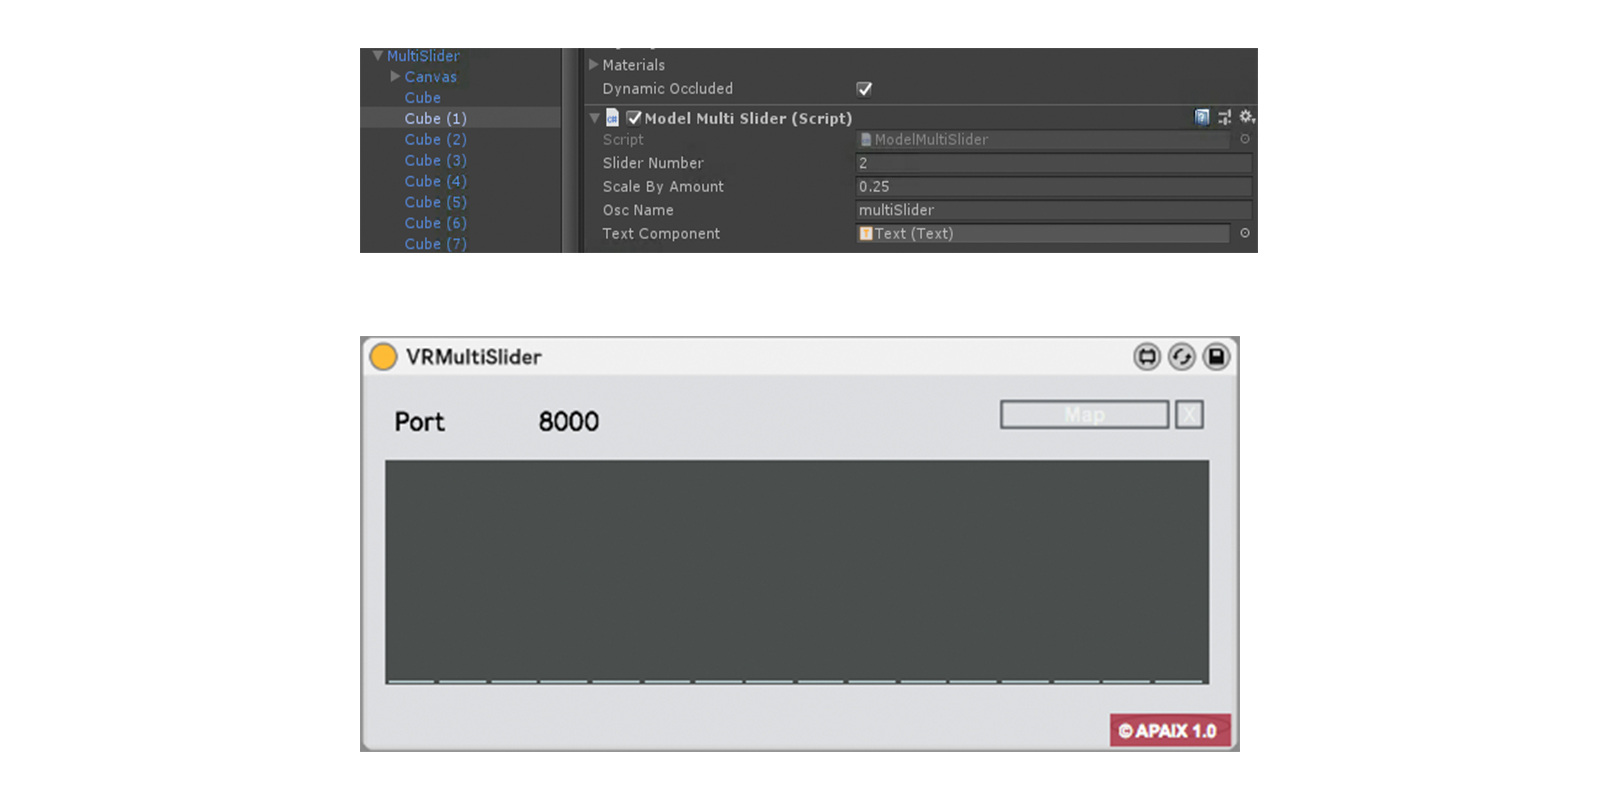 MultiSlider
Canvas
Cube
Cube (1)
Cube (2)
Cube (3)
Cube (4)
Cube (5)
Cube (6)
Cube (7)
Materials
Dynamic Occluded
Model Multi Slider (Script)
Script ModelMultiSlider
Slider Number 2
Scale By Amount 0.25
Osc Name multiSlider
Text Component Text (Text)
VRMultiSlider
Port 8000
Map X
© APAIX 1.0